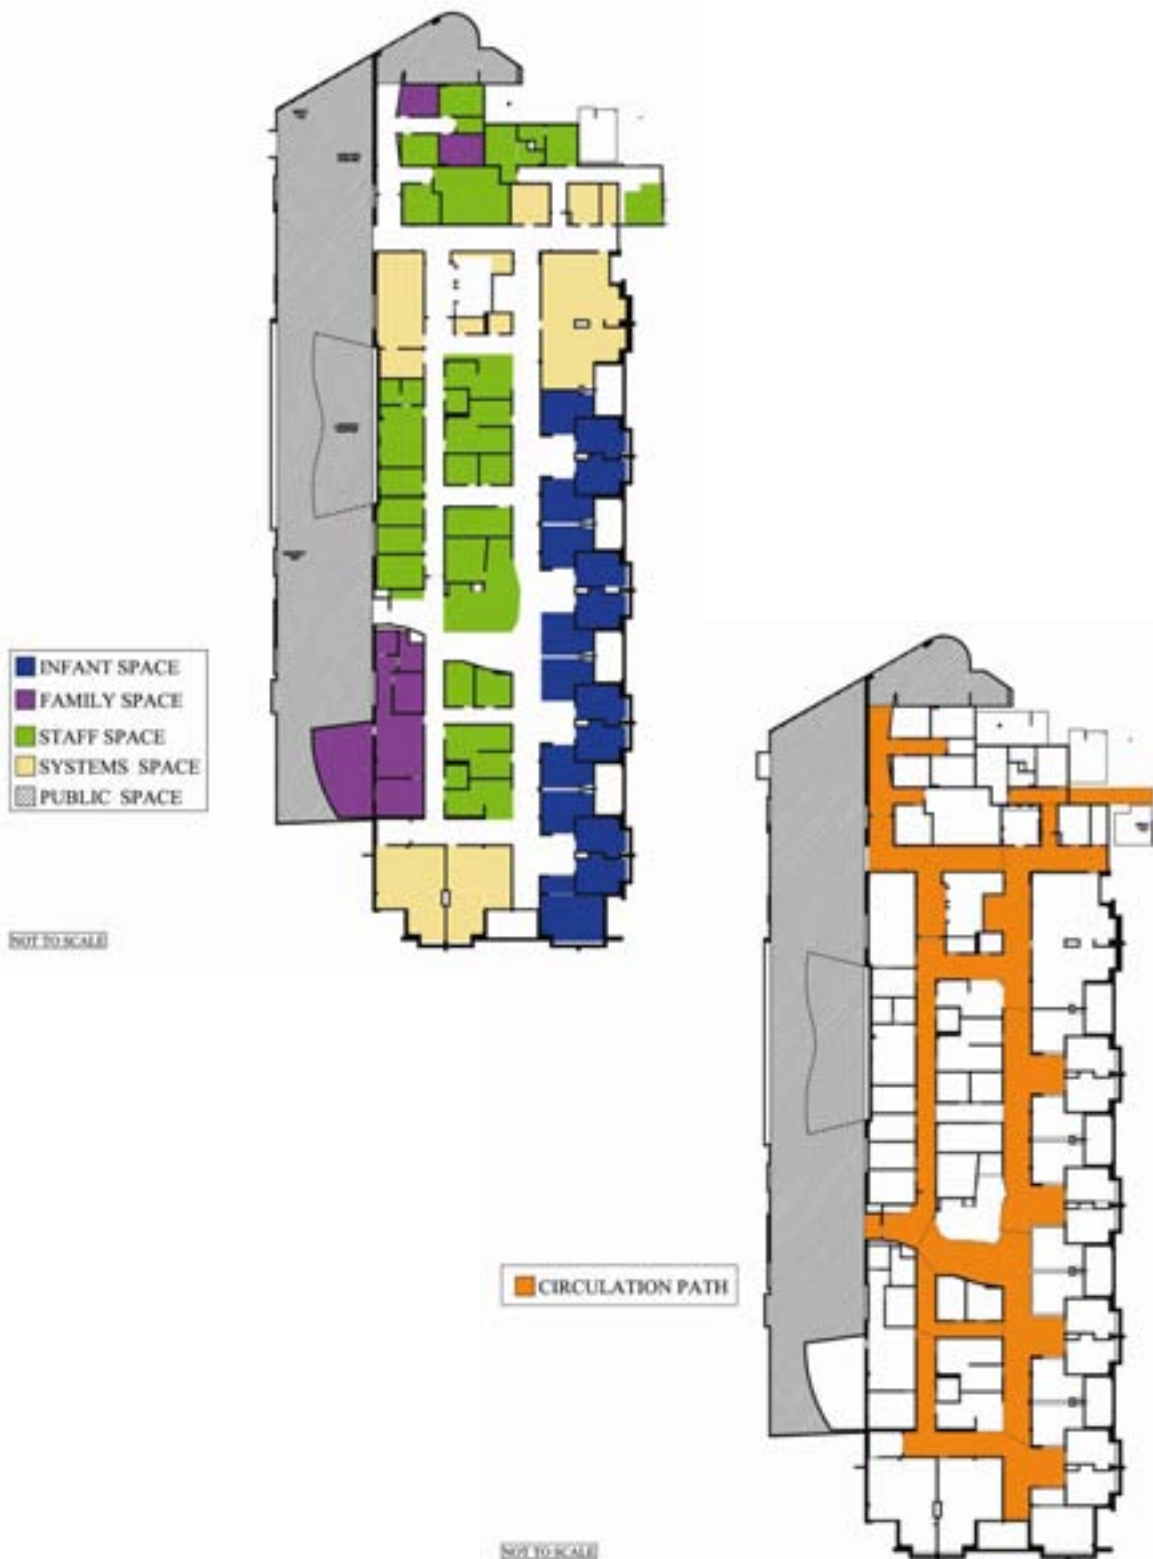 INFANT SPACE
FAMILY SPACE
STAFF SPACE
SYSTEMS SPACE
PUBLIC SPACE
NOT TO SCALE
CIRCULATION PATH
NOT TO SCALE